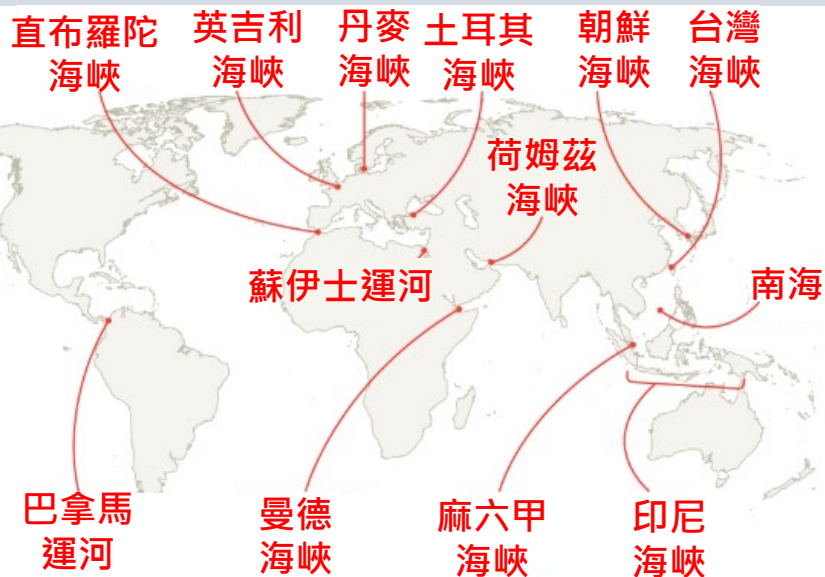 直布羅陀
海峽
英吉利
海峽
丹麥
海峽
土耳其
海峽
朝鮮
海峽
台灣
海峽
荷姆茲
海峽
蘇伊士運河
南海
巴拿馬
運河
曼德
海峽
麻六甲
海峽
印尼
海峽